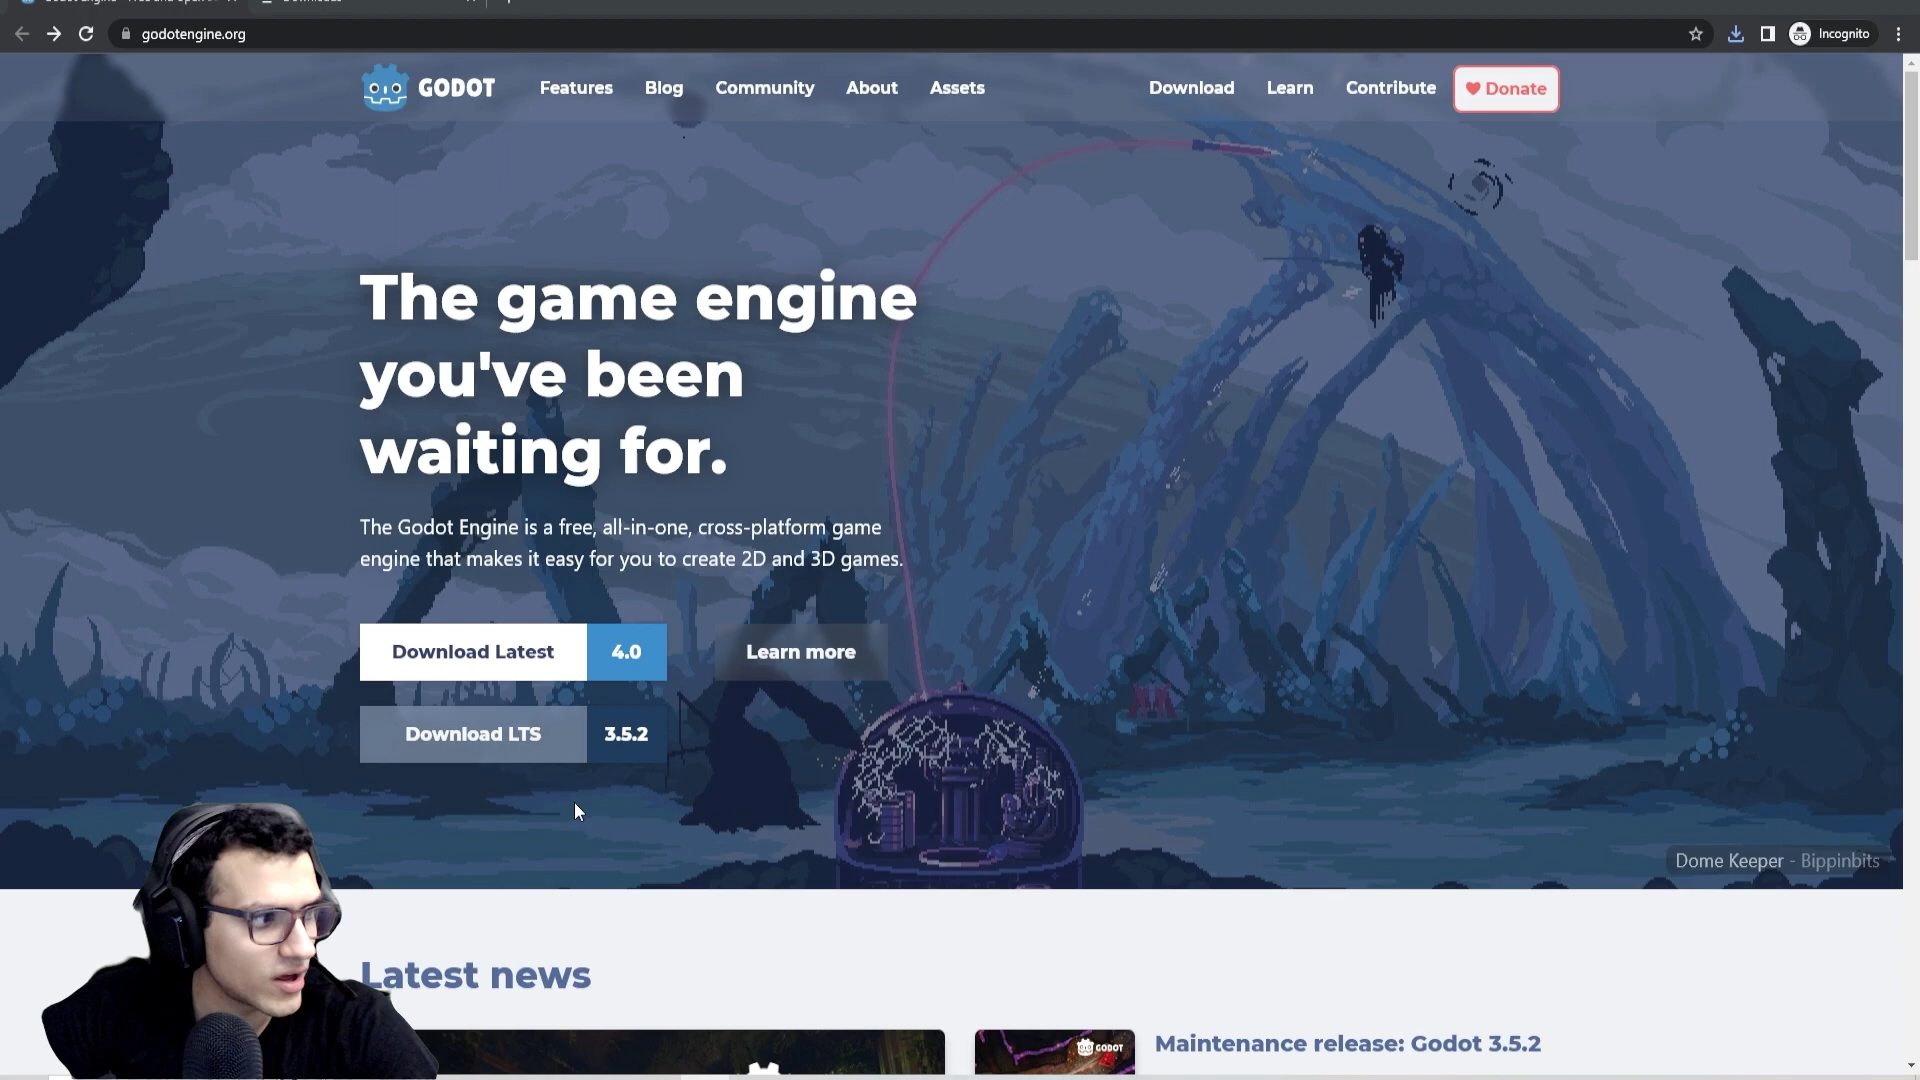 Downloads
godotengine.org
Incognito
GODOT
Features
Blog
Community
About
Assets
Download
Learn
Contribute
Donate
The game engine
you've been
waiting for.
The Godot Engine is a free, all-in-one, cross-platform game
engine that makes it easy for you to create 2D and 3D games.
Download Latest
4.0
Learn more
Download LTS
3.5.2
Dome Keeper - Bippinbits
Latest news
GODOT
Maintenance release: Godot 3.5.2